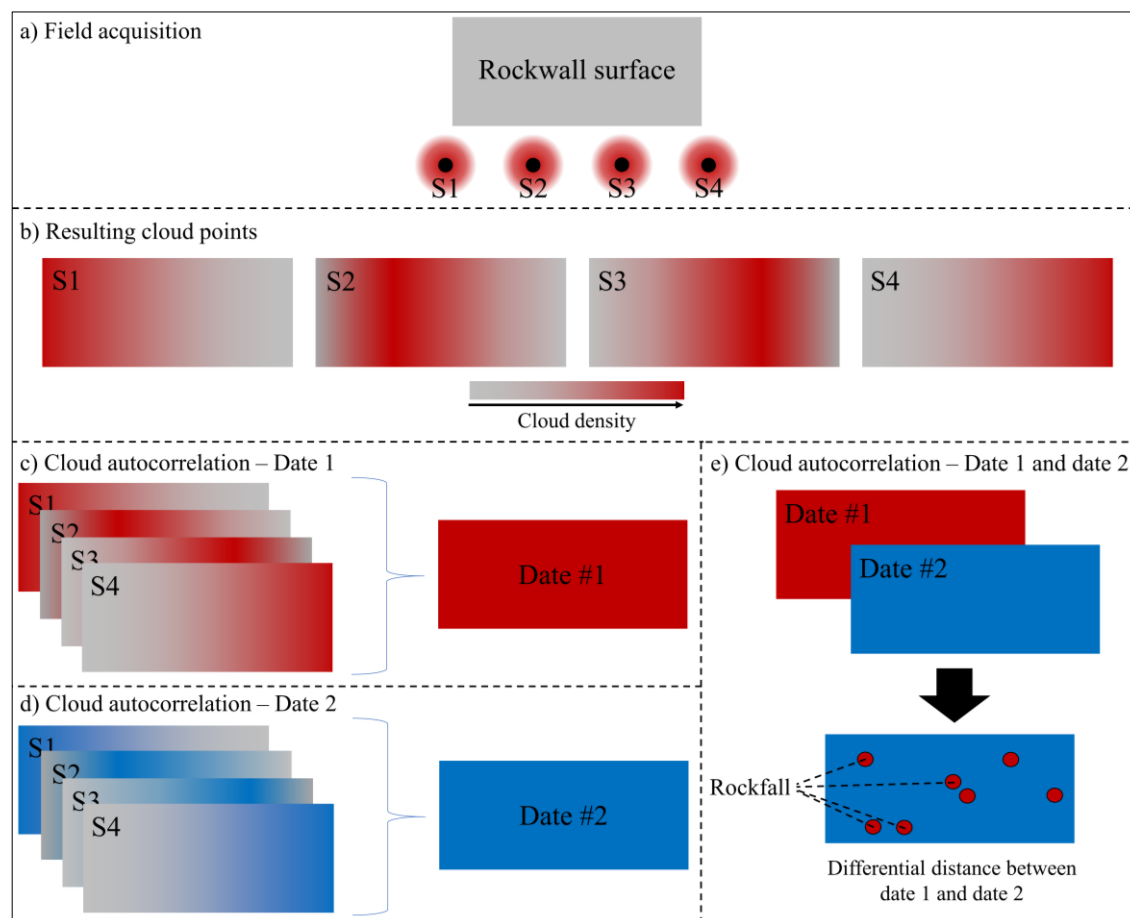 a) Field acquisition
Rockwall surface
S1
S2
S3
S4
b) Resulting cloud points
S1
S2
S3
S4
Cloud density
c) Cloud autocorrelation – Date 1
S1
S2
S3
S4
Date #1
d) Cloud autocorrelation – Date 2
S1
S2
S3
S4
Date #2
e) Cloud autocorrelation – Date 1 and date 2
Date #1
Date #2
Rockfall
Differential distance between
date 1 and date 2